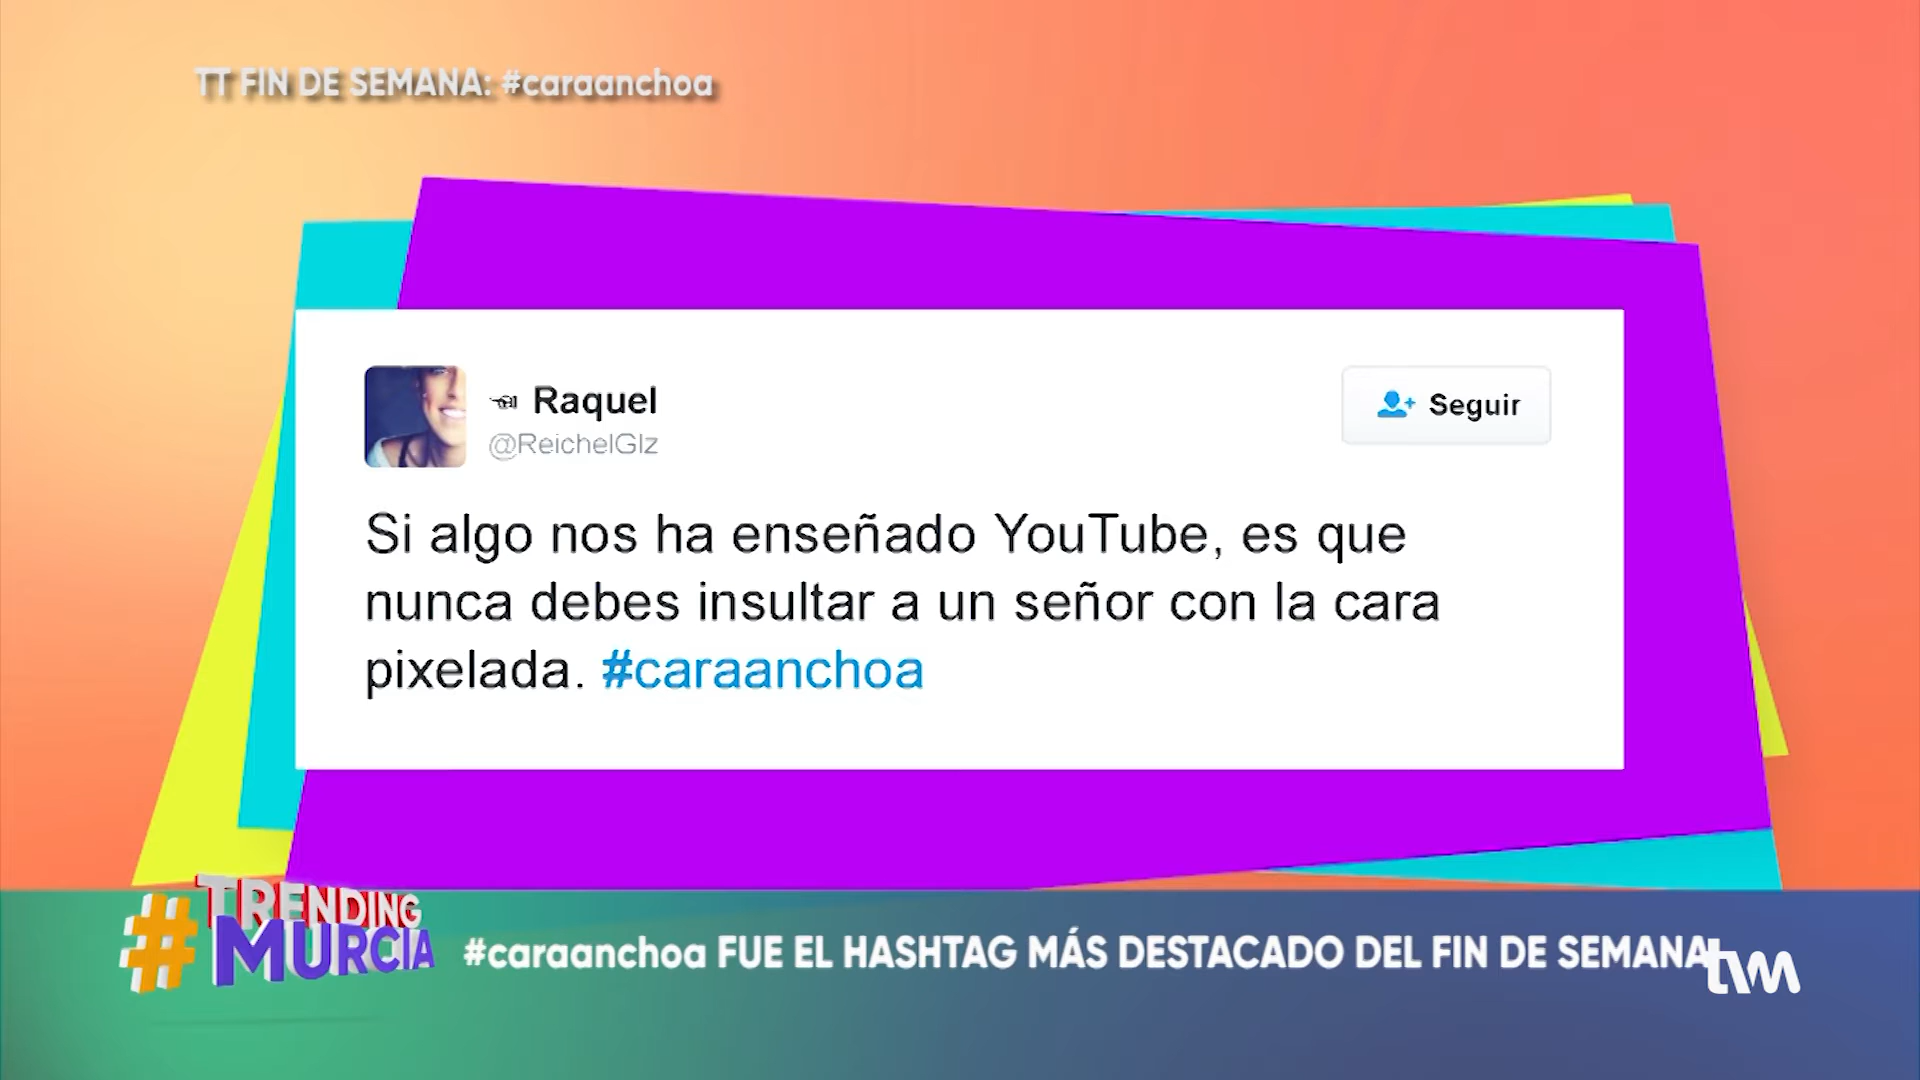 TT FIN DE SEMANA: #caraanchoa
Raquel
@ReichelGlz
Seguir
Si algo nos ha enseñado YouTube, es que
nunca debes insultar a un señor con la cara
pixelada. #caraanchoa
#TRENDING
MURCIA
#caraanchoa FUE EL HASHTAG MÁS DESTACADO DEL FIN DE SEMANA
tvm